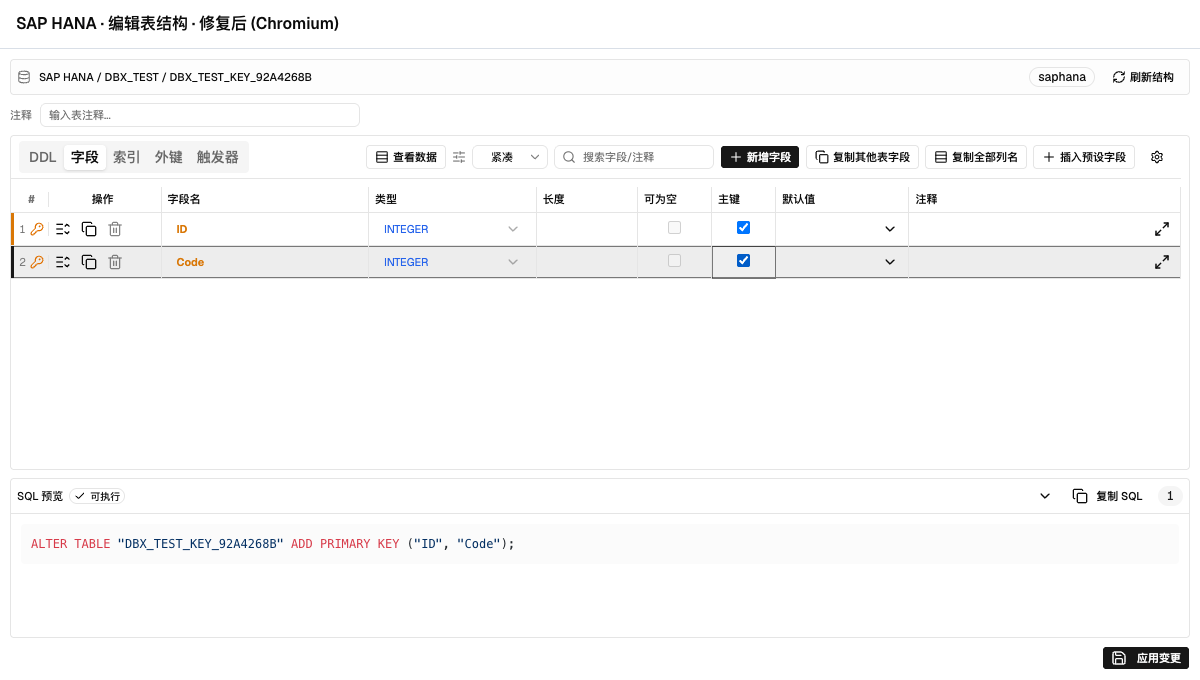 SAP HANA · 编辑表结构 · 修复后 (Chromium)
SAP HANA / DBX_TEST / DBX_TEST_KEY_92A4268B saphana 刷新结构
注释 输入表注释...
DDL 字段 索引 外键 触发器 查看数据 紧凑 搜索字段/注释 新增字段 复制其他表字段 复制全部列名 插入预设字段
# 操作 字段名 类型 长度 可为空 主键 默认值 注释
1 ID INTEGER
2 Code INTEGER
SQL 预览 可执行 复制 SQL 1
ALTER TABLE "DBX_TEST_KEY_92A4268B" ADD PRIMARY KEY ("ID", "Code");
应用变更